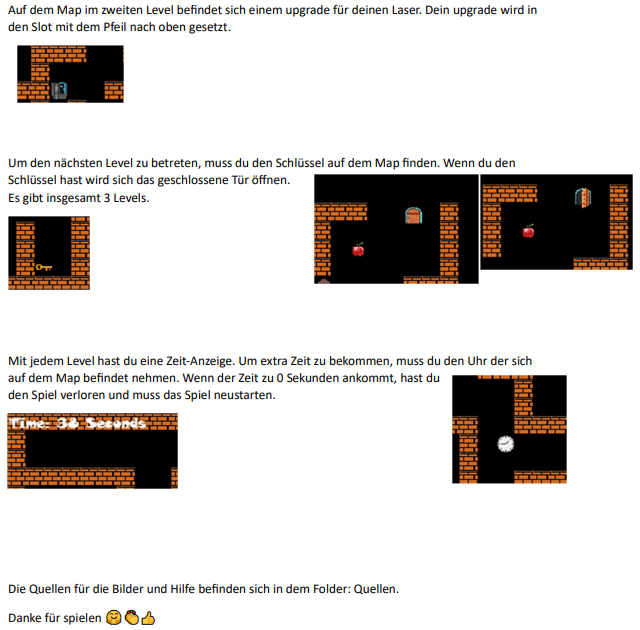 Auf dem Map im zweiten Level befindet sich einem upgrade für deinen Laser. Dein upgrade wird in
den Slot mit dem Pfeil nach oben gesetzt.
Um den nächsten Level zu betreten, muss du den Schlüssel auf dem Map finden. Wenn du den
Schlüssel hast wird sich das geschlossene Tür öffnen.
Es gibt insgesamt 3 Levels.
Mit jedem Level hast du eine Zeit-Anzeige. Um extra Zeit zu bekommen, muss du den Uhr der sich
auf dem Map befindet nehmen. Wenn der Zeit zu 0 Sekunden ankommt, hast du
den Spiel verloren und muss das Spiel neustarten.
Time: 38 Seconds
Die Quellen für die Bilder und Hilfe befinden sich in dem Folder: Quellen.
Danke für spielen 🤗👏👍